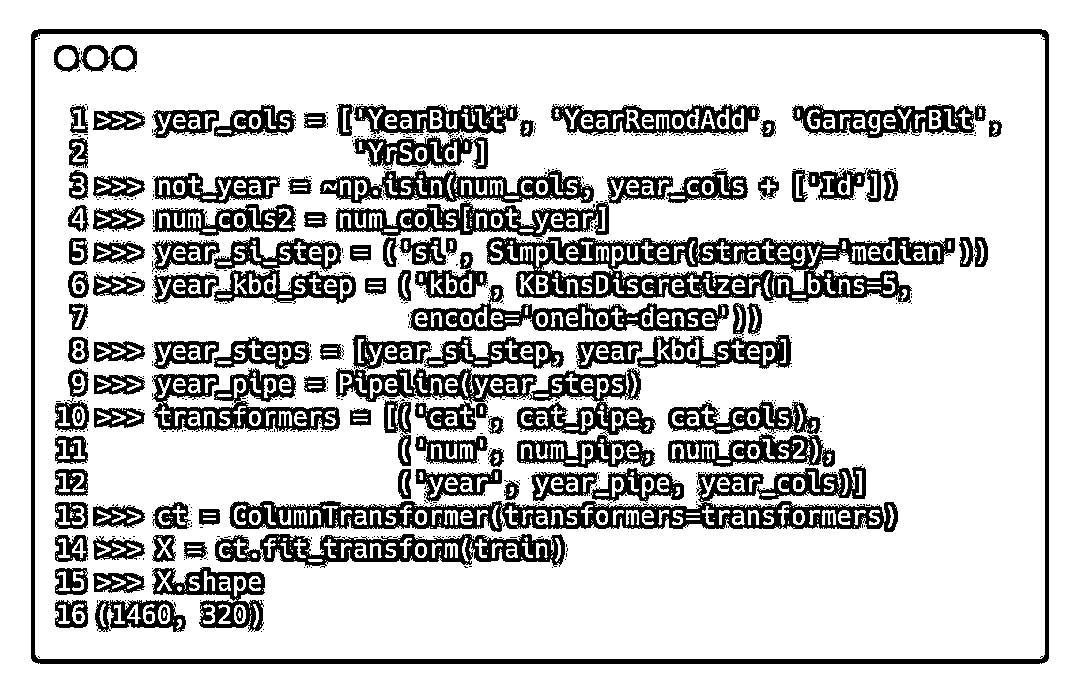 1 >>> year_cols = ['YearBuilt', 'YearRemodAdd', 'GarageYrBlt',
2                  'YrSold']
3 >>> not_year = ~np.isin(num_cols, year_cols + ['Id'])
4 >>> num_cols2 = num_cols[not_year]
5 >>> year_si_step = ('si', SimpleImputer(strategy='median'))
6 >>> year_kbd_step = ('kbd', KBinsDiscretizer(n_bins=5,
7                      encode='onehot-dense'))
8 >>> year_steps = [year_si_step, year_kbd_step]
9 >>> year_pipe = Pipeline(year_steps)
10 >>> transformers = [('cat', cat_pipe, cat_cols),
11                     ('num', num_pipe, num_cols2),
12                     ('year', year_pipe, year_cols)]
13 >>> ct = ColumnTransformer(transformers=transformers)
14 >>> X = ct.fit_transform(train)
15 >>> X.shape
16 (1460, 320)